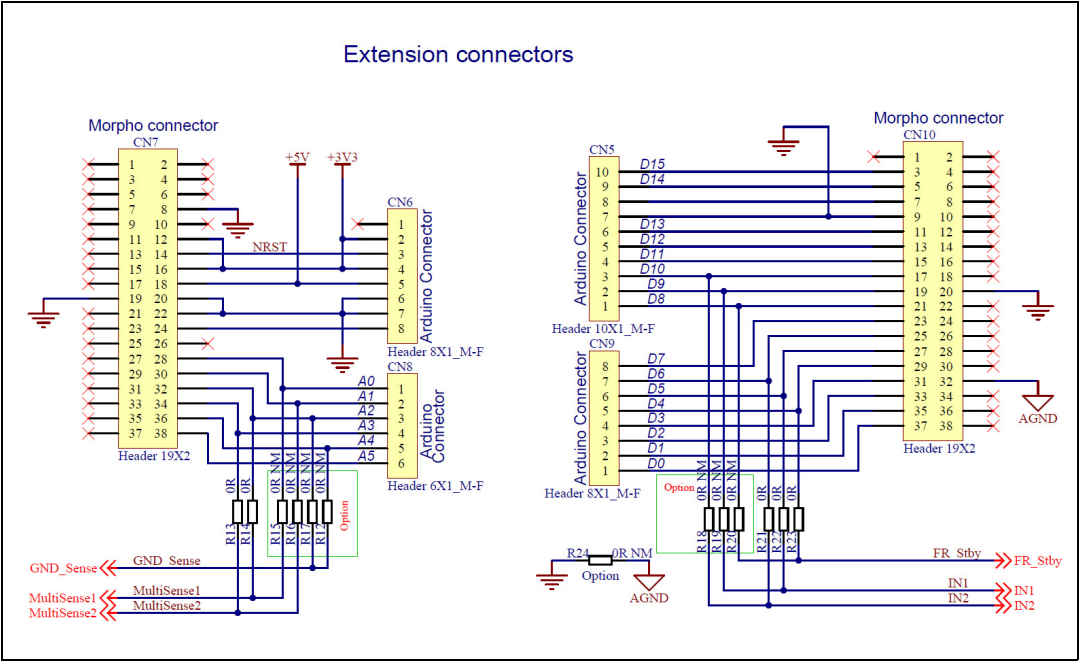 Extension connectors
Morpho connector
CN7
1 2
3 4
5 6
7 8
9 10
11 12
13 14
15 16
17 18
19 20
21 22
23 24
25 26
27 28
29 30
31 32
33 34
35 36
37 38
Header 19X2
+5V
+3V3
NRST
CN6
1
2
3
4
5
6
7
8
Arduino Connector
Header 8X1_M-F
CN8
A0
A1
A2
A3
A4
A5
1
2
3
4
5
6
Arduino
Connector
Header 6X1_M-F
R13 0R
R14 0R
R15 0R NM
R16 0R NM
R17 0R NM
R12 0R NM
Option
GND_Sense GND_Sense
MultiSense1 MultiSense1
MultiSense2 MultiSense2
CN5
Arduino Connector
10 D15
9 D14
8
7
6 D13
5 D12
4 D11
3 D10
2 D9
1 D8
Header 10X1_M-F
CN9
Arduino Connector
8 D7
7 D6
6 D5
5 D4
4 D3
3 D2
2 D1
1 D0
Header 8X1_M-F
Morpho connector
CN10
1 2
3 4
5 6
7 8
9 10
11 12
13 14
15 16
17 18
19 20
21 22
23 24
25 26
27 28
29 30
31 32
33 34
35 36
37 38
Header 19X2
AGND
Option
R18 0R NM
R19 0R NM
R20 0R NM
R21 0R
R22 0R
R23 0R
R24 0R NM
Option
AGND
FR_Stby FR_Stby
IN1 IN1
IN2 IN2